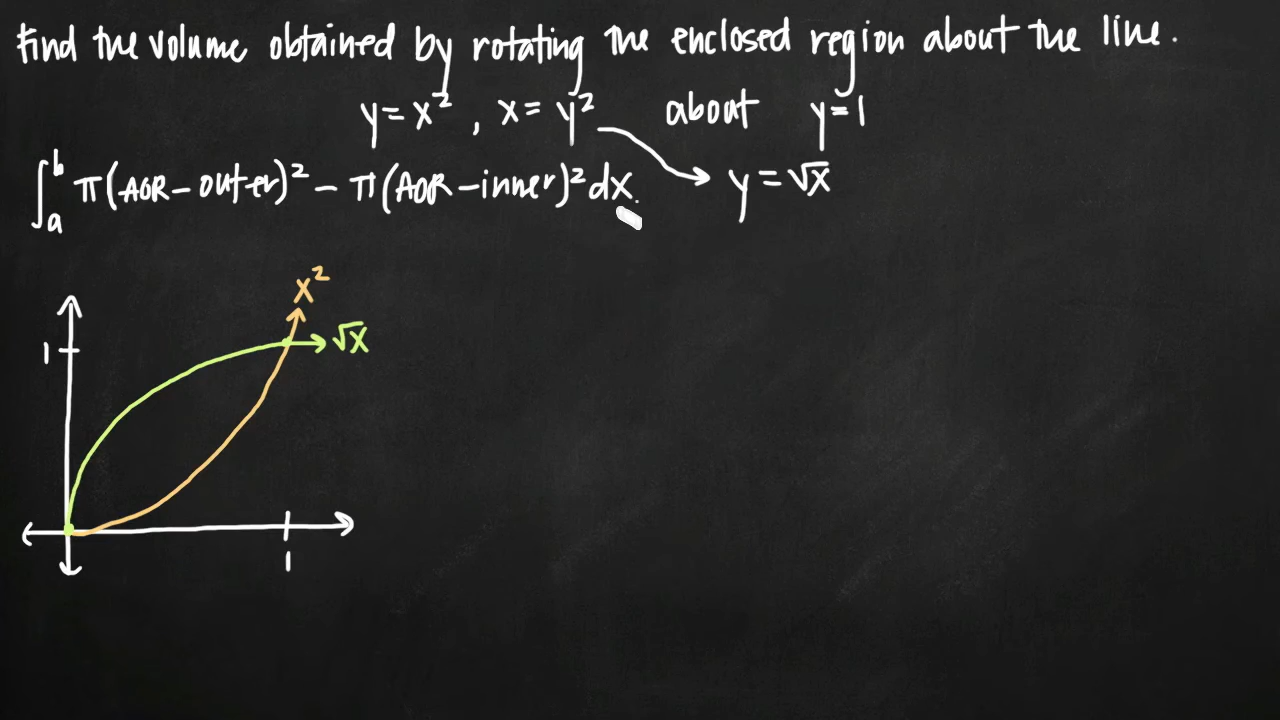 Find the volume obtained by rotating the enclosed region about the line.
y = x², x = y² about y = 1
∫ₐᵇ π(AOR – outer)² – π(AOR – inner)² dx y = √x
x²
√x
1
1